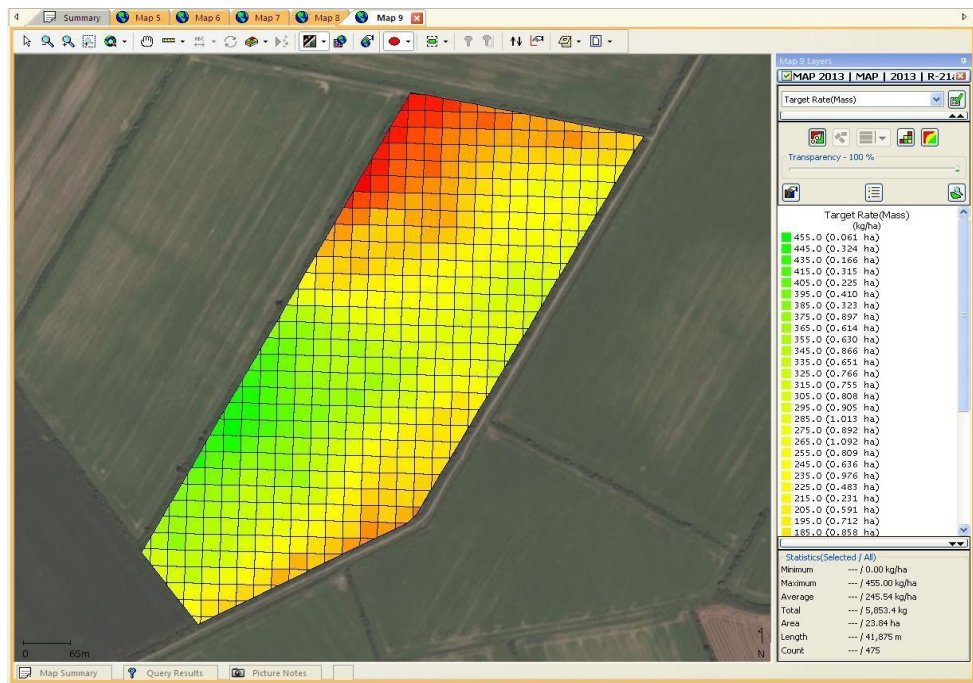 Summary
Map 5
Map 6
Map 7
Map 8
Map 9
Map 9 Layers
MAP 2013 | MAP | 2013 | R-21
Target Rate(Mass)
Transparency - 100 %
Target Rate(Mass)
(kg/ha)
455.0 (0.061 ha)
445.0 (0.324 ha)
435.0 (0.166 ha)
415.0 (0.315 ha)
405.0 (0.225 ha)
395.0 (0.410 ha)
385.0 (0.323 ha)
375.0 (0.897 ha)
365.0 (0.614 ha)
355.0 (0.630 ha)
345.0 (0.866 ha)
335.0 (0.651 ha)
325.0 (0.766 ha)
315.0 (0.755 ha)
305.0 (0.808 ha)
295.0 (0.905 ha)
285.0 (1.013 ha)
275.0 (0.892 ha)
265.0 (1.092 ha)
255.0 (0.809 ha)
245.0 (0.636 ha)
235.0 (0.976 ha)
225.0 (0.483 ha)
215.0 (0.231 ha)
205.0 (0.591 ha)
195.0 (0.712 ha)
185.0 (0.858 ha)
Statistics(Selected / All)
Minimum --- / 0.00 kg/ha
Maximum --- / 455.00 kg/ha
Average --- / 245.54 kg/ha
Total --- / 5,853.4 kg
Area --- / 23.84 ha
Length --- / 41,875 m
Count --- / 475
0 65m
N
Map Summary
Query Results
Picture Notes